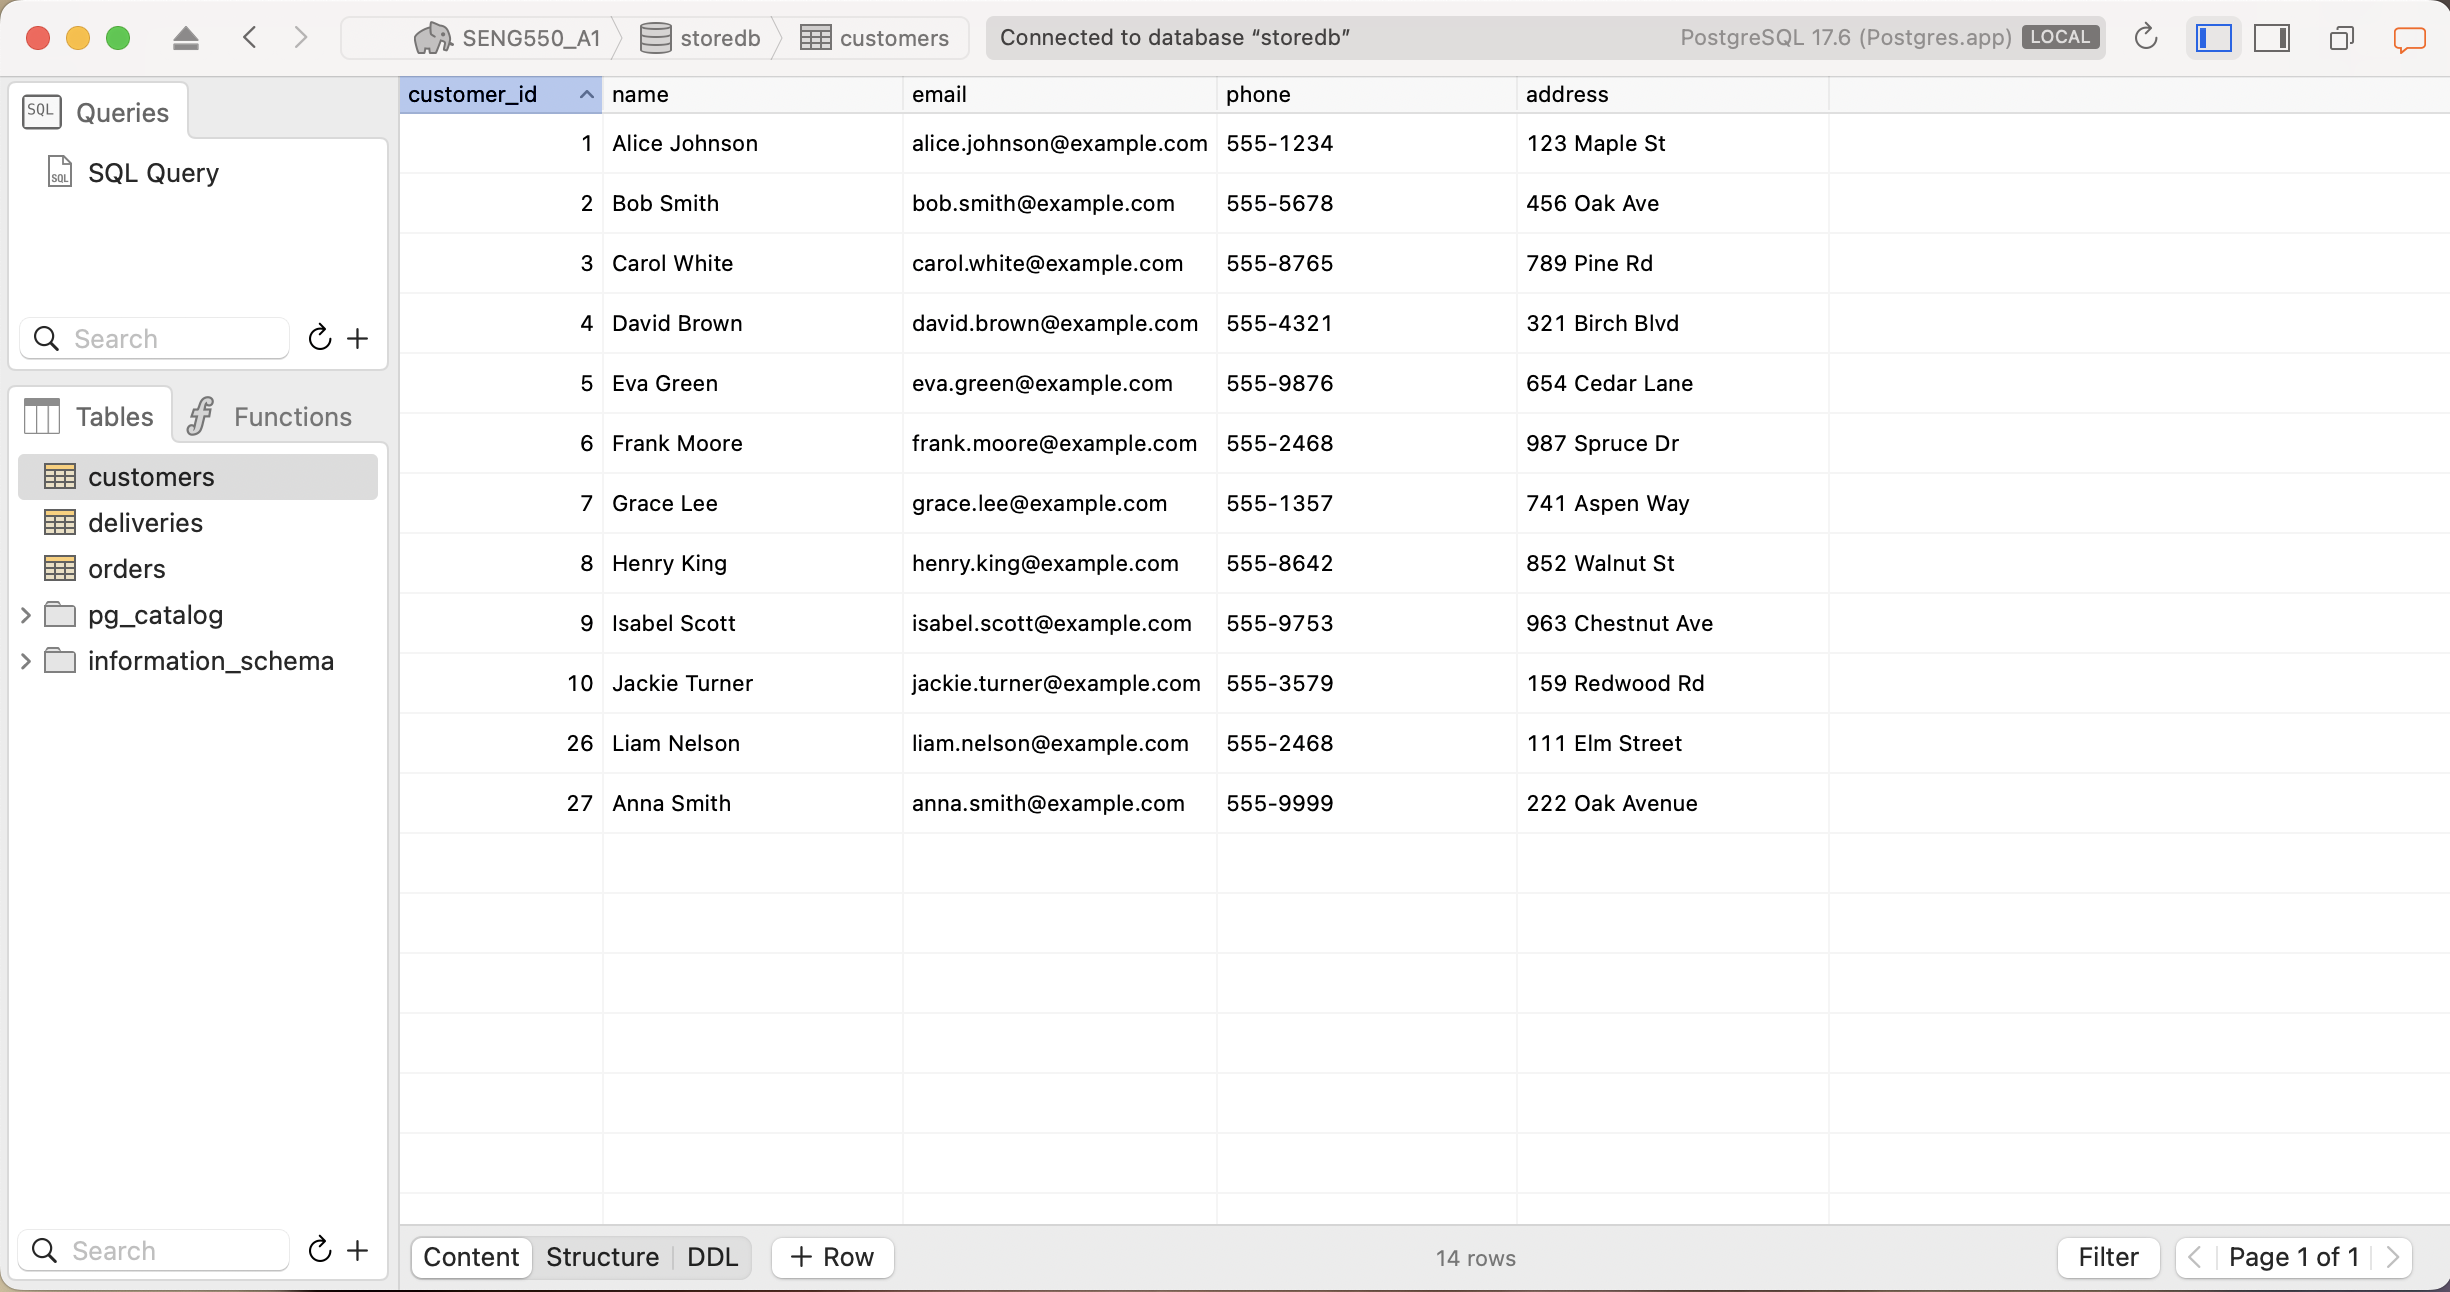 SENG550_A1 storedb customers Connected to database “storedb” PostgreSQL 17.6 (Postgres.app) LOCAL
SQL Queries
SQL SQL Query
Search
Tables Functions
customers
deliveries
orders
pg_catalog
information_schema
Search
customer_id name email phone address
1 Alice Johnson alice.johnson@example.com 555-1234 123 Maple St
2 Bob Smith bob.smith@example.com 555-5678 456 Oak Ave
3 Carol White carol.white@example.com 555-8765 789 Pine Rd
4 David Brown david.brown@example.com 555-4321 321 Birch Blvd
5 Eva Green eva.green@example.com 555-9876 654 Cedar Lane
6 Frank Moore frank.moore@example.com 555-2468 987 Spruce Dr
7 Grace Lee grace.lee@example.com 555-1357 741 Aspen Way
8 Henry King henry.king@example.com 555-8642 852 Walnut St
9 Isabel Scott isabel.scott@example.com 555-9753 963 Chestnut Ave
10 Jackie Turner jackie.turner@example.com 555-3579 159 Redwood Rd
26 Liam Nelson liam.nelson@example.com 555-2468 111 Elm Street
27 Anna Smith anna.smith@example.com 555-9999 222 Oak Avenue
Content Structure DDL + Row 14 rows Filter Page 1 of 1